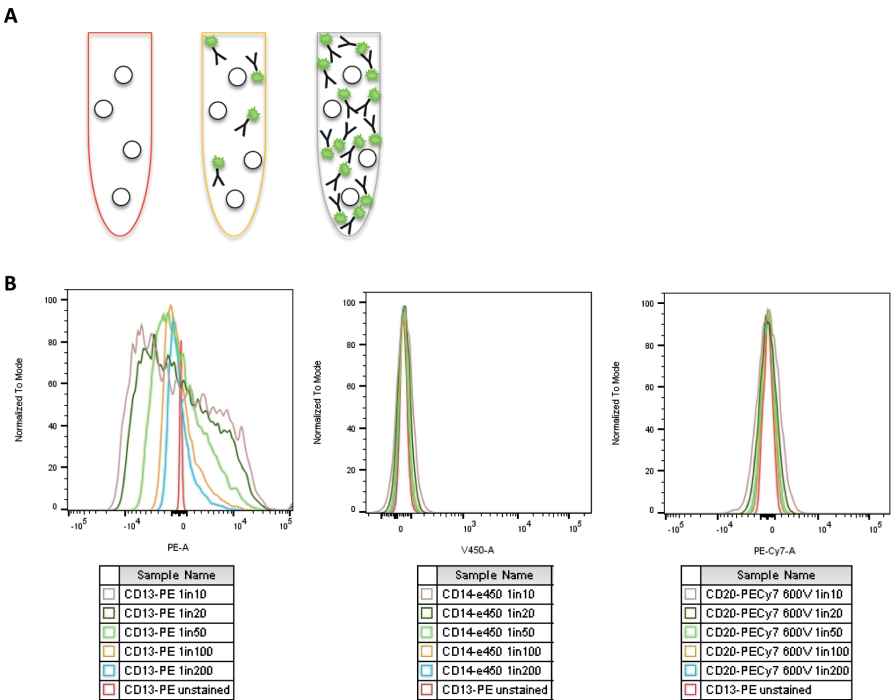 A
B
100
80
60
40
20
0
Normalized To Mode
-10^5
-10^4
0
10^4
10^5
PE-A
Sample Name
CD13-PE 1in10
CD13-PE 1in20
CD13-PE 1in50
CD13-PE 1in100
CD13-PE 1in200
CD13-PE unstained
100
80
60
40
20
0
Normalized To Mode
0
10^3
10^4
10^5
V450-A
Sample Name
CD14-e450 1in10
CD14-e450 1in20
CD14-e450 1in50
CD14-e450 1in100
CD14-e450 1in200
CD13-PE unstained
100
80
60
40
20
0
Normalized To Mode
-10^5
-10^4
0
10^4
10^5
PE-Cy7-A
Sample Name
CD20-PECy7 600V 1in10
CD20-PECy7 600V 1in20
CD20-PECy7 600V 1in50
CD20-PECy7 600V 1in100
CD20-PECy7 600V 1in200
CD13-PE unstained